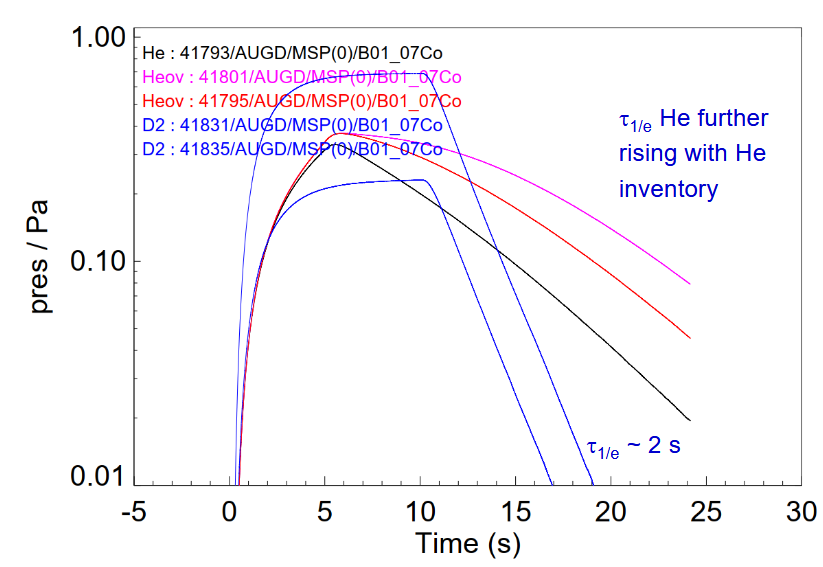 1.00
He : 41793/AUGD/MSP(0)/B01_07Co
Heov : 41801/AUGD/MSP(0)/B01_07Co
Heov : 41795/AUGD/MSP(0)/B01_07Co
D2 : 41831/AUGD/MSP(0)/B01_07Co
D2 : 41835/AUGD/MSP(0)/B01_07Co
τ1/e He further
rising with He
inventory
pres / Pa
0.10
τ1/e ~ 2 s
0.01
-5 0 5 10 15 20 25 30
Time (s)